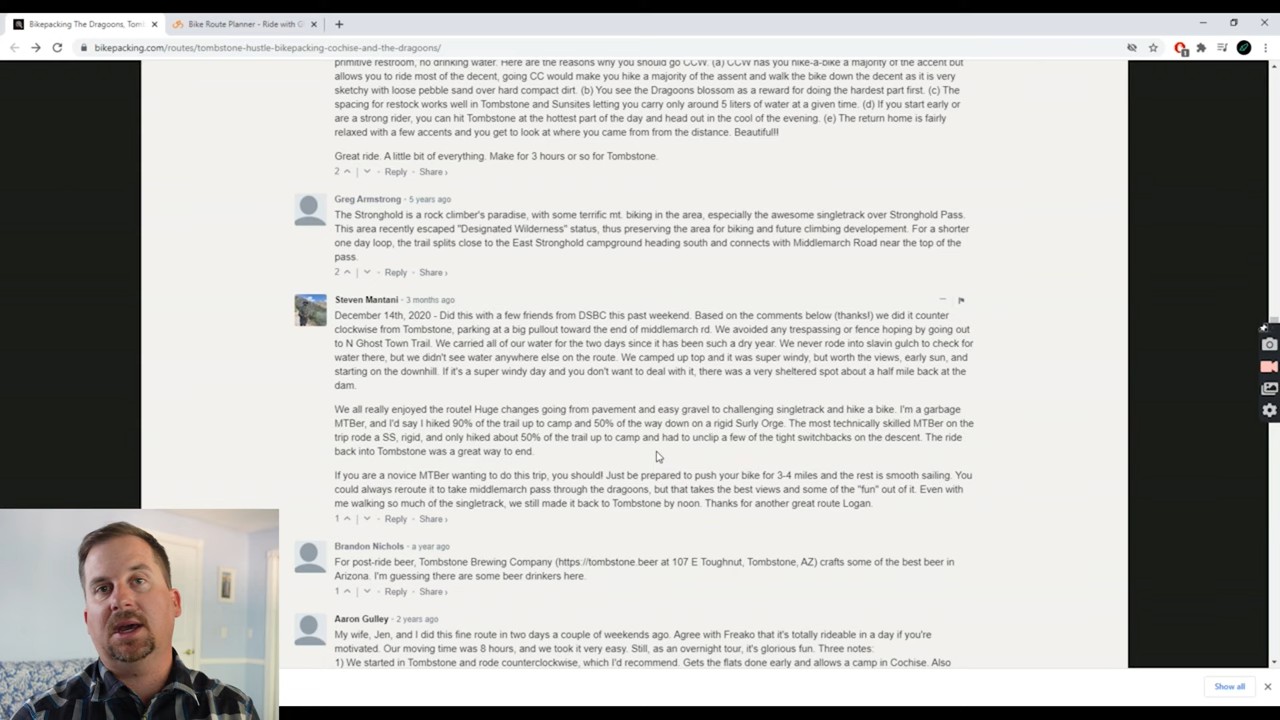 Bikepacking The Dragoons, Tom
Bike Route Planner - Ride with G
bikepacking.com/routes/tombstone-hustle-bikepacking-cochise-and-the-dragoons/
primitive restroom, no drinking water. Here are the reasons why you should go CCW. (a) CCW has you hike-a-bike a majority of the accent but
allows you to ride most of the decent, going CC would make you hike a majority of the assent and walk the bike down the decent as it is very
sketchy with loose pebble sand over hard compact dirt. (b) You see the Dragoons blossom as a reward for doing the hardest part first. (c) The
spacing for restock works well in Tombstone and Sunsites letting you carry only around 5 liters of water at a given time. (d) If you start early or
are a strong rider, you can hit Tombstone at the hottest part of the day and head out in the cool of the evening. (e) The return home is fairly
relaxed with a few accents and you get to look at where you came from from the distance. Beautiful!!!
Great ride. A little bit of everything. Make for 3 hours or so for Tombstone.
2 Reply · Share ›
Greg Armstrong · 5 years ago
The Stronghold is a rock climber's paradise, with some terrific mt. biking in the area, especially the awesome singletrack over Stronghold Pass.
This area recently escaped "Designated Wilderness" status, thus preserving the area for biking and future climbing developement. For a shorter
one day loop, the trail splits close to the East Stronghold campground heading south and connects with Middlemarch Road near the top of the
pass.
2 Reply · Share ›
Steven Mantani · 3 months ago
December 14th, 2020 - Did this with a few friends from DSBC this past weekend. Based on the comments below (thanks!) we did it counter
clockwise from Tombstone, parking at a big pullout toward the end of middlemarch rd. We avoided any trespassing or fence hoping by going out
to N Ghost Town Trail. We carried all of our water for the two days since it has been such a dry year. We never rode into slavin gulch to check for
water there, but we didn't see water anywhere else on the route. We camped up top and it was super windy, but worth the views, early sun, and
starting on the downhill. If it's a super windy day and you don't want to deal with it, there was a very sheltered spot about a half mile back at the
dam.
We all really enjoyed the route! Huge changes going from pavement and easy gravel to challenging singletrack and hike a bike. I'm a garbage
MTBer, and I'd say I hiked 90% of the trail up to camp and 50% of the way down on a rigid Surly Orge. The most technically skilled MTBer on the
trip rode a SS, rigid, and only hiked about 50% of the trail up to camp and had to unclip a few of the tight switchbacks on the descent. The ride
back into Tombstone was a great way to end.
If you are a novice MTBer wanting to do this trip, you should! Just be prepared to push your bike for 3-4 miles and the rest is smooth sailing. You
could always reroute it to take middlemarch pass through the dragoons, but that takes the best views and some of the "fun" out of it. Even with
me walking so much of the singletrack, we still made it back to Tombstone by noon. Thanks for another great route Logan.
1 Reply · Share ›
Brandon Nichols · a year ago
For post-ride beer, Tombstone Brewing Company (https://tombstone.beer at 107 E Toughnut, Tombstone, AZ) crafts some of the best beer in
Arizona. I'm guessing there are some beer drinkers here.
1 Reply · Share ›
Aaron Gulley · 2 years ago
My wife, Jen, and I did this fine route in two days a couple of weekends ago. Agree with Freako that it's totally rideable in a day if you're
motivated. Our moving time was 8 hours, and we took it very easy. Still, as an overnight tour, it's glorious fun. Three notes:
1) We started in Tombstone and rode counterclockwise, which I'd recommend. Gets the flats done early and allows a camp in Cochise. Also
Show all